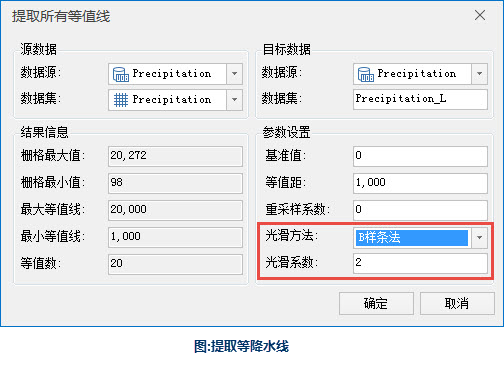 提取所有等值线
源数据
数据源: Precipitation
数据集: Precipitation
目标数据
数据源: Precipitation
数据集: Precipitation_L
结果信息
栅格最大值: 20,272
栅格最小值: 98
最大等值线: 20,000
最小等值线: 1,000
等值数: 20
参数设置
基准值: 0
等值距: 1,000
重采样系数: 0
光滑方法: B样条法
光滑系数: 2
确定 取消
图:提取等降水线